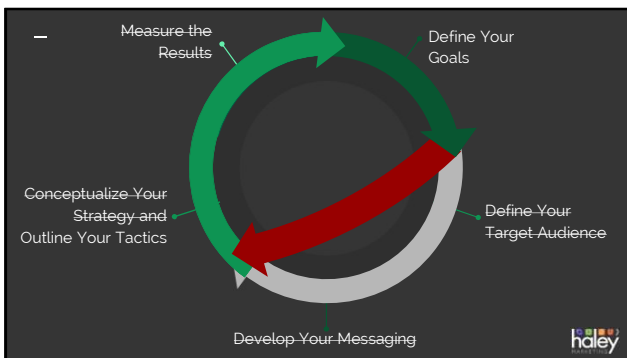 Measure the
Results
Define Your
Goals
Conceptualize Your
Strategy and
Outline Your Tactics
Define Your
Target Audience
Develop Your Messaging
haley
MARKETING